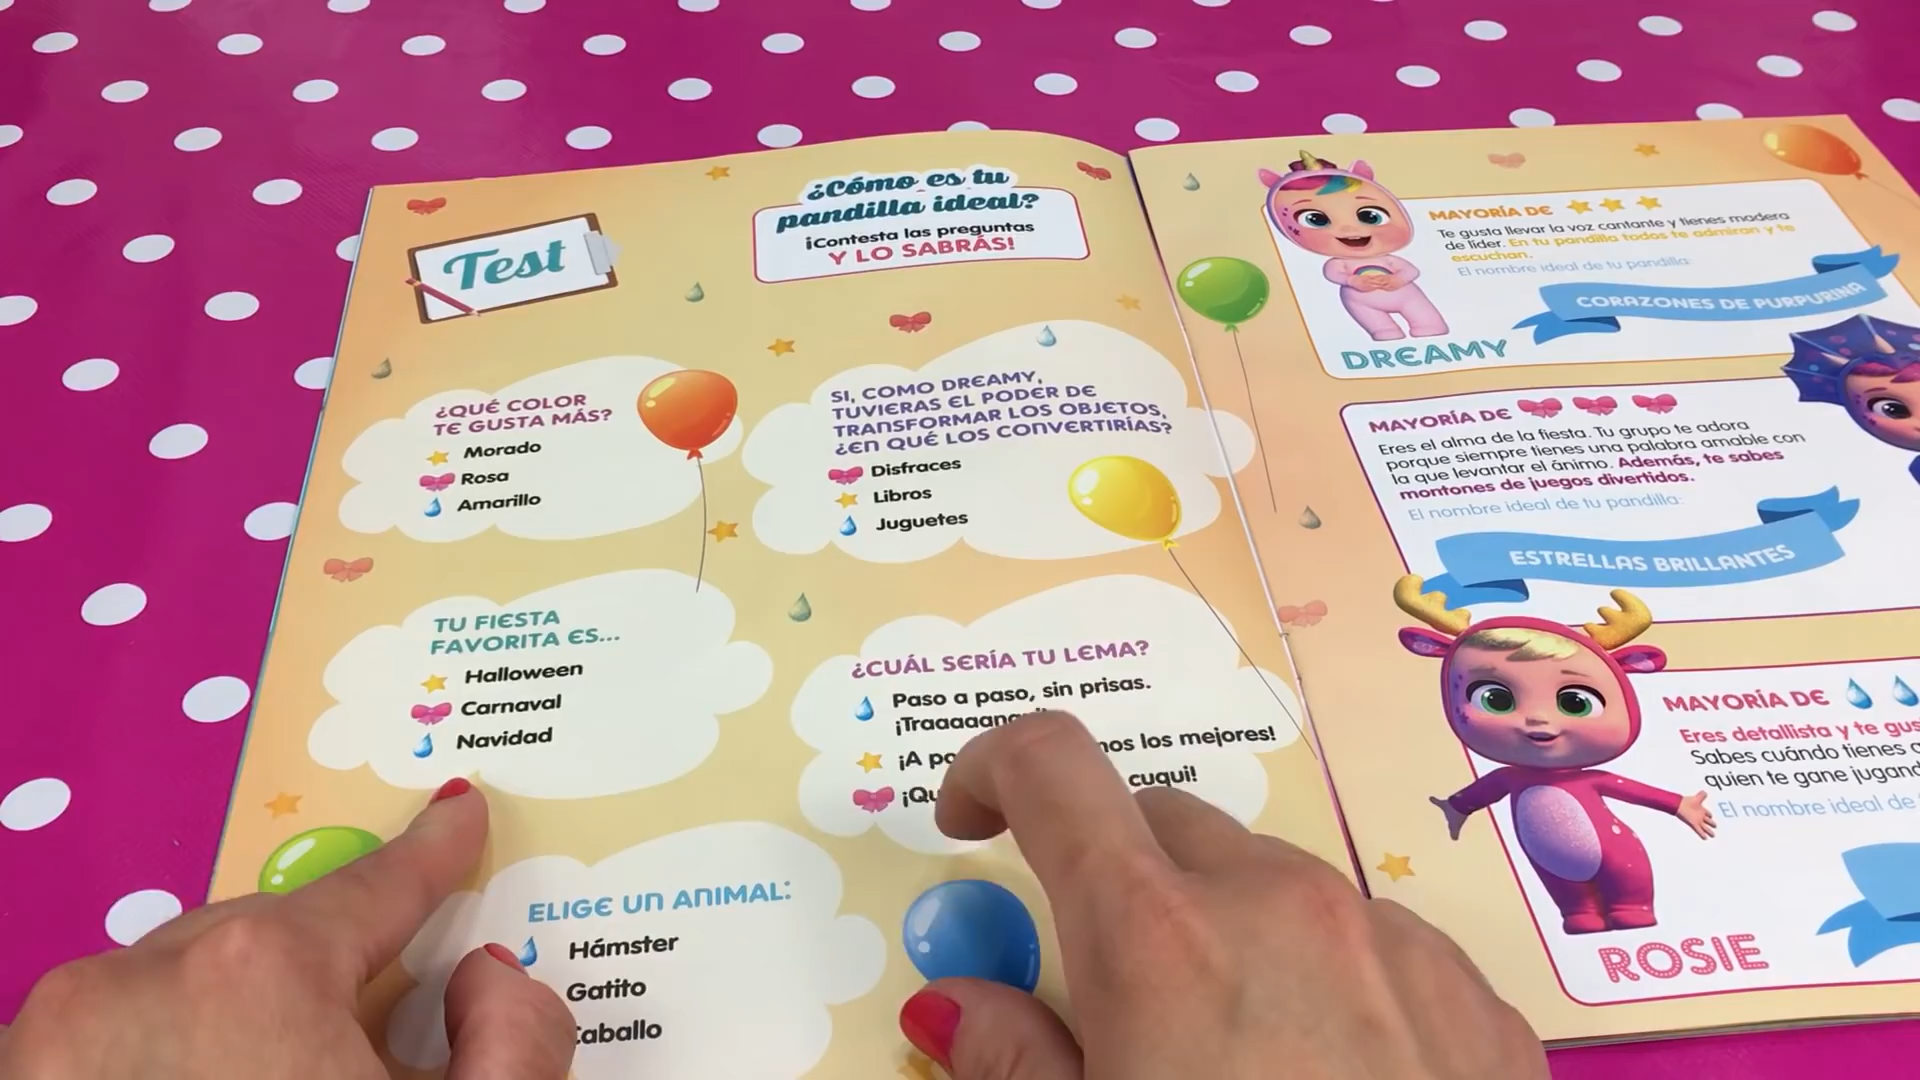 Test
¿Cómo es tu
pandilla ideal?
¡Contesta las preguntas
Y LO SABRÁS!
¿QUÉ COLOR
TE GUSTA MÁS?
Morado
Rosa
Amarillo
SI, COMO DREAMY,
TUVIERAS EL PODER DE
TRANSFORMAR LOS OBJETOS,
¿EN QUÉ LOS CONVERTIRÍAS?
Disfraces
Libros
Juguetes
TU FIESTA
FAVORITA ES...
Halloween
Carnaval
Navidad
¿CUÁL SERÍA TU LEMA?
Paso a paso, sin prisas.
¡A los mejores!
cuqui!
ELIGE UN ANIMAL:
Hámster
Gatito
Caballo
MAYORÍA DE
Te gusta llevar la voz cantante y tienes madera
de líder. En tu pandilla todos te admiran y te
escuchan.
El nombre ideal de tu pandilla:
CORAZONES DE PURPURINA
DREAMY
MAYORÍA DE
Eres el alma de la fiesta. Tu grupo te adora
porque siempre tienes una palabra amable con
la que levantar el ánimo. Además, te sabes
montones de juegos divertidos.
El nombre ideal de tu pandilla:
ESTRELLAS BRILLANTES
MAYORÍA DE
Eres detallista y te
Sabes cuándo tienes
quien te gane
El nombre ideal de
ROSIE